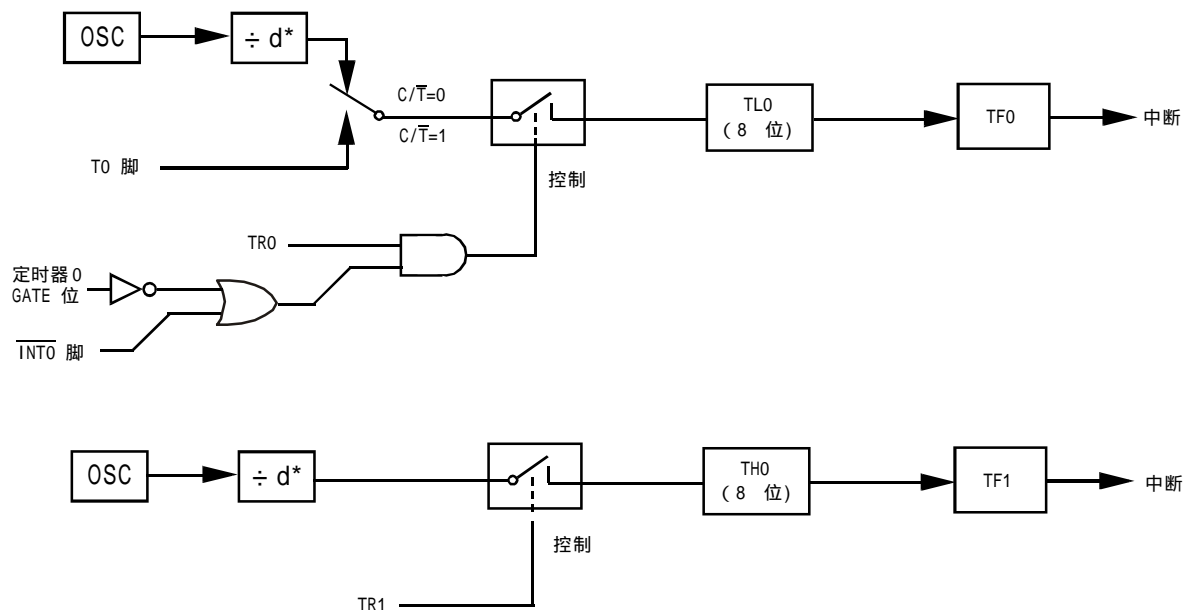 OSC
÷ d*
C/T̅=0
C/T̅=1
T0 脚
TL0
(8 位)
TF0
中断
控制
TR0
定时器0
GATE 位
I̅N̅T̅0̅ 脚
OSC
÷ d*
TH0
(8 位)
TF1
中断
控制
TR1